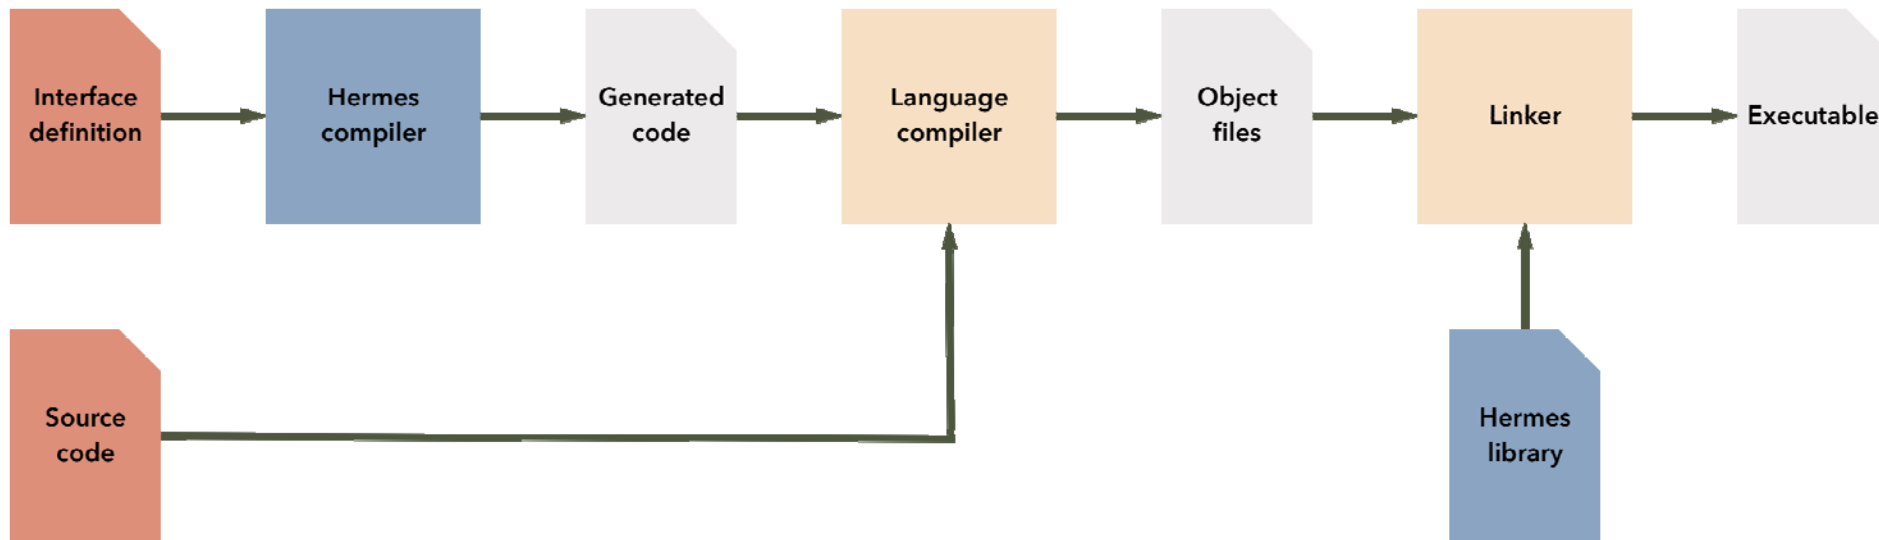 Interface
definition
Hermes
compiler
Generated
code
Language
compiler
Object
files
Linker
Executable
Source
code
Hermes
library